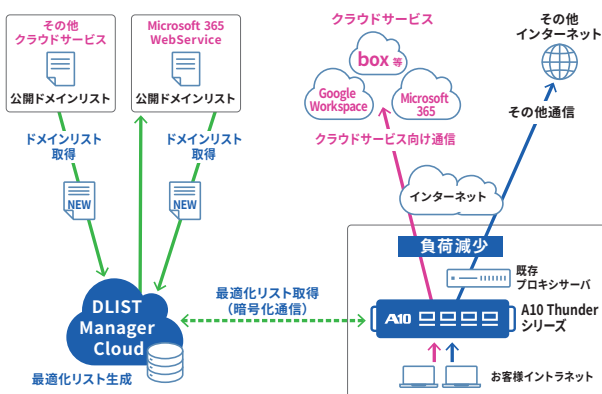 その他
クラウドサービス
公開ドメインリスト
Microsoft 365
WebService
公開ドメインリスト
ドメインリスト
取得
ドメインリスト
取得
NEW
NEW
DLIST
Manager
Cloud
最適化リスト生成
最適化リスト取得
（暗号化通信）
クラウドサービス
box 等
Google
Workspace
Microsoft
365
クラウドサービス向け通信
その他
インターネット
その他通信
インターネット
負荷減少
既存
プロキシサーバ
A10
A10 Thunder
シリーズ
お客様イントラネット